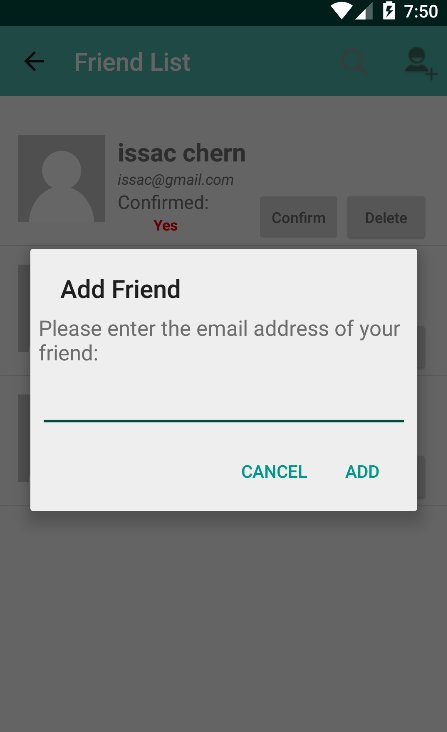 7:50
Friend List
issac chern
issac@gmail.com
Confirmed:
Yes
Confirm
Delete
Add Friend
Please enter the email address of your
friend:
CANCEL
ADD